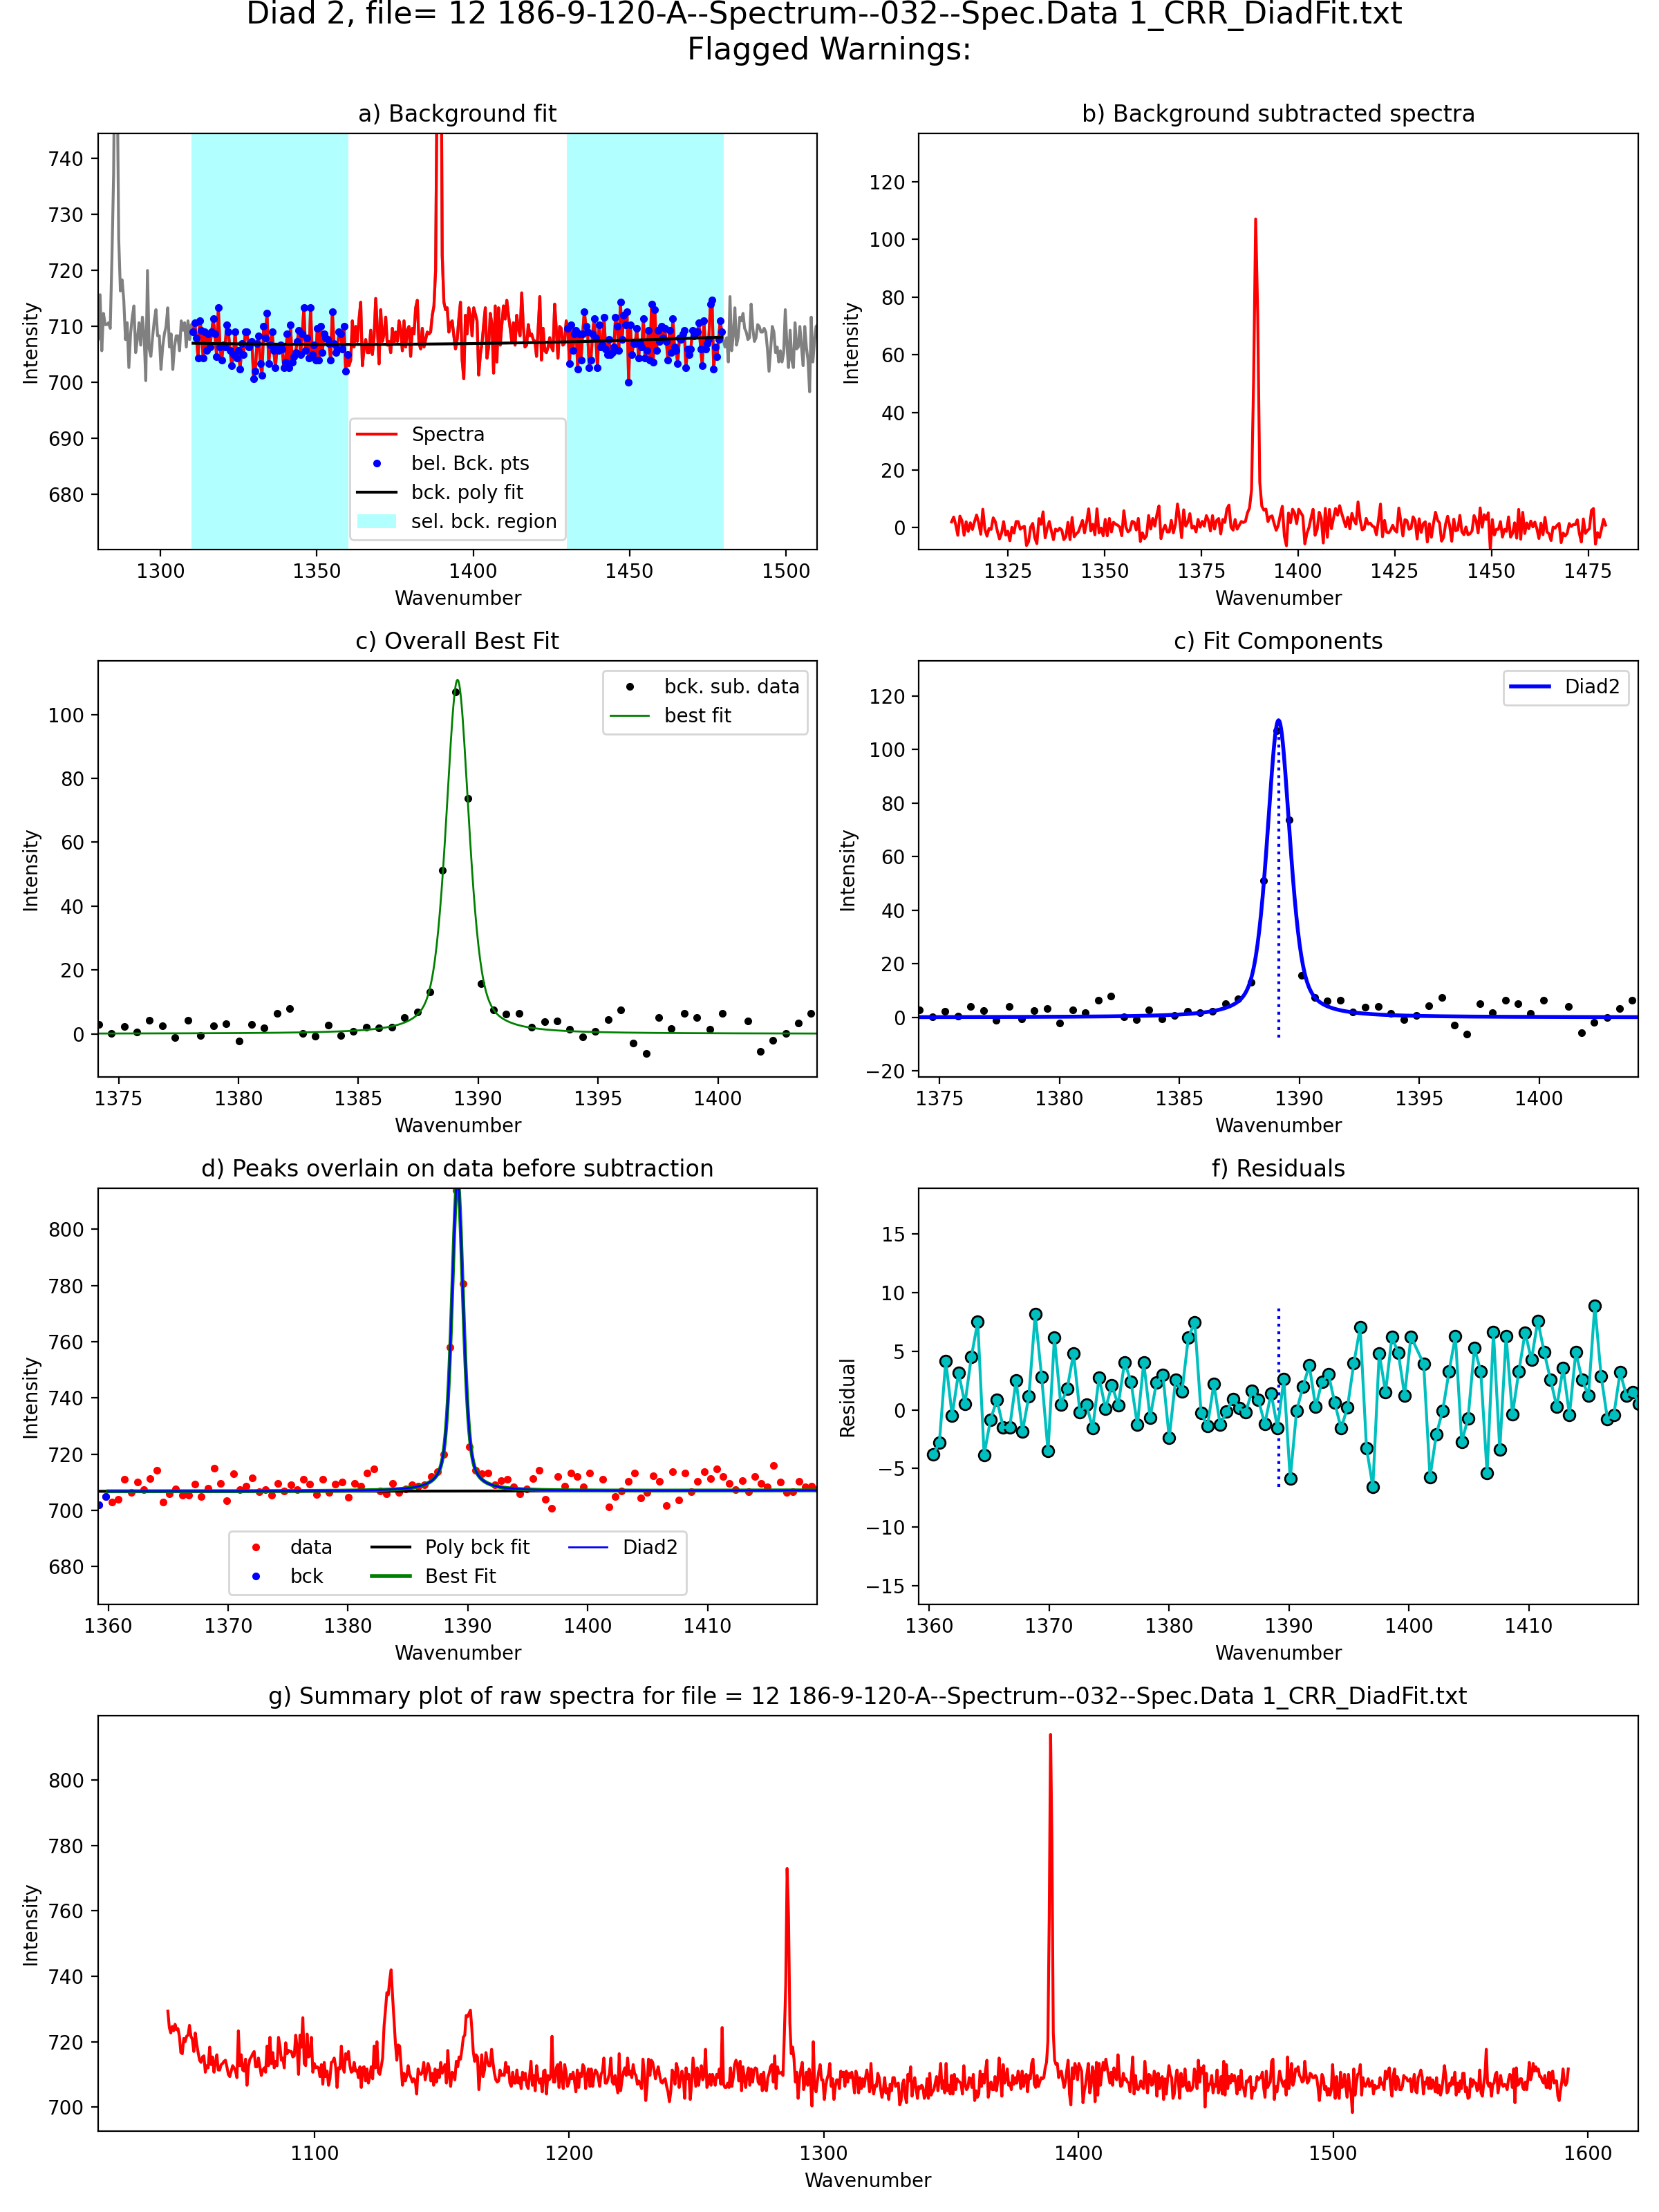 Diad 2, file= 12 186-9-120-A--Spectrum--032--Spec.Data 1_CRR_DiadFit.txt
Flagged Warnings:
a) Background fit
740
730
720
710
700
690
680
Intensity
Spectra
bel. Bck. pts
bck. poly fit
sel. bck. region
1300 1350 1400 1450 1500
Wavenumber
b) Background subtracted spectra
120
100
80
60
40
20
0
Intensity
1325 1350 1375 1400 1425 1450 1475
Wavenumber
c) Overall Best Fit
100
80
60
40
20
0
Intensity
bck. sub. data
best fit
1375 1380 1385 1390 1395 1400
Wavenumber
c) Fit Components
120
100
80
60
40
20
0
−20
Intensity
Diad2
1375 1380 1385 1390 1395 1400
Wavenumber
d) Peaks overlain on data before subtraction
800
780
760
740
720
700
680
Intensity
data
bck
Poly bck fit
Best Fit
Diad2
1360 1370 1380 1390 1400 1410
Wavenumber
f) Residuals
15
10
5
0
−5
−10
−15
Residual
1360 1370 1380 1390 1400 1410
Wavenumber
g) Summary plot of raw spectra for file = 12 186-9-120-A--Spectrum--032--Spec.Data 1_CRR_DiadFit.txt
800
780
760
740
720
700
Intensity
1100 1200 1300 1400 1500 1600
Wavenumber